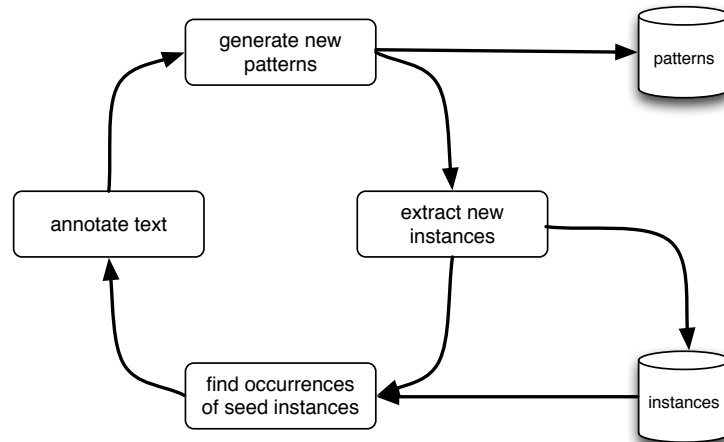 generate new
patterns
patterns
annotate text
extract new
instances
find occurrences
of seed instances
instances